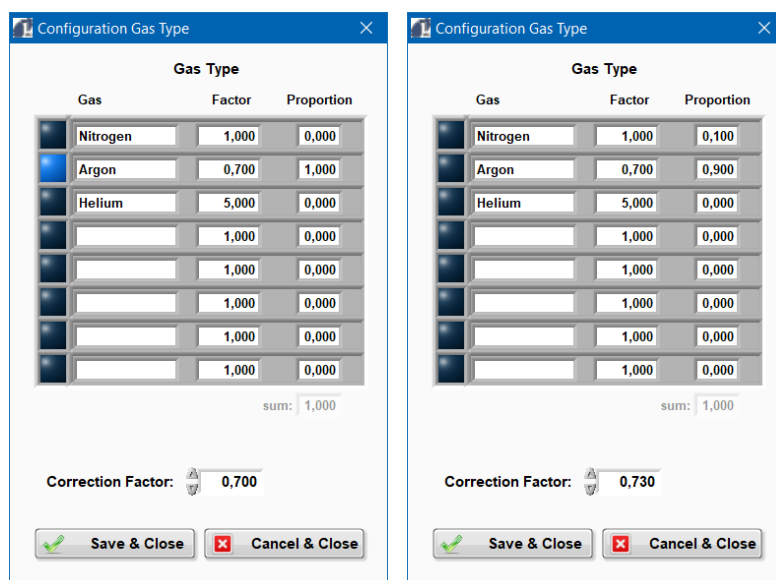 Configuration Gas Type
Gas Type
Gas Factor Proportion
Nitrogen 1,000 0,000
Argon 0,700 1,000
Helium 5,000 0,000
1,000 0,000
1,000 0,000
1,000 0,000
1,000 0,000
1,000 0,000
sum: 1,000
Correction Factor: 0,700
Save & Close Cancel & Close
Configuration Gas Type
Gas Type
Gas Factor Proportion
Nitrogen 1,000 0,100
Argon 0,700 0,900
Helium 5,000 0,000
1,000 0,000
1,000 0,000
1,000 0,000
1,000 0,000
1,000 0,000
sum: 1,000
Correction Factor: 0,730
Save & Close Cancel & Close